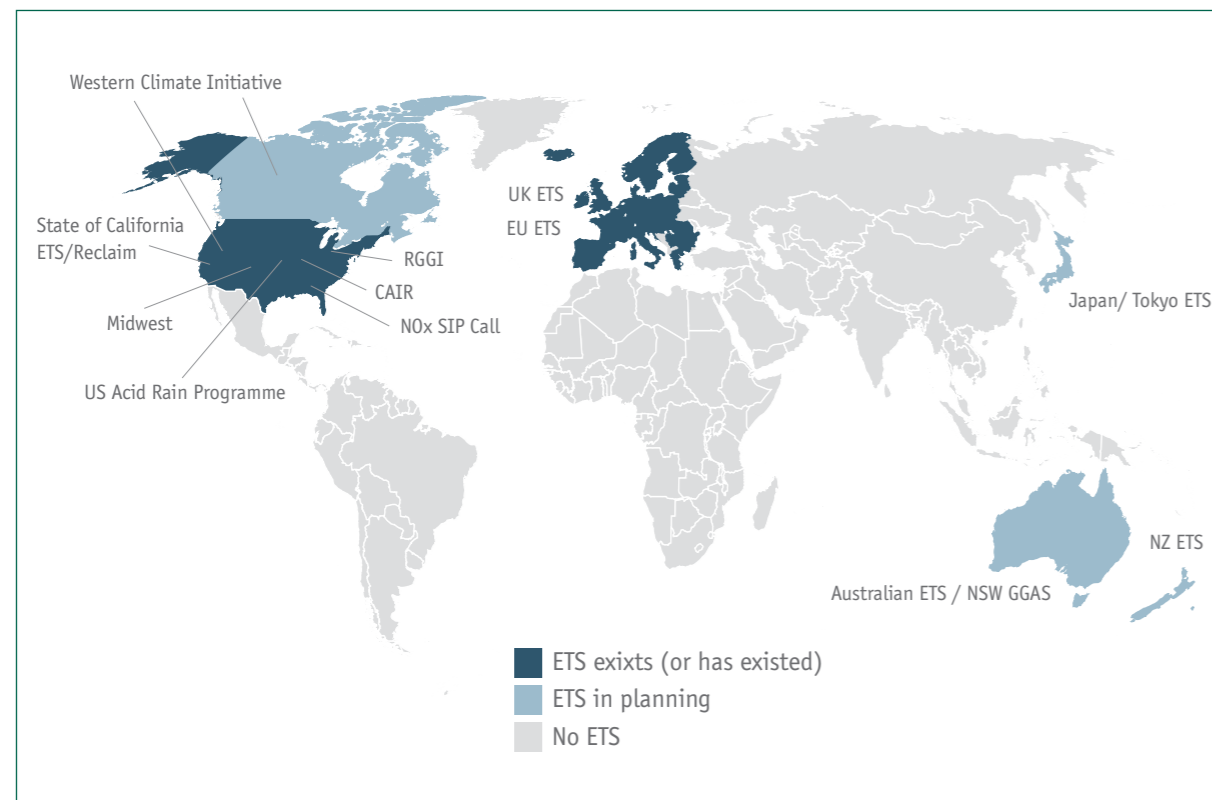 Western Climate Initiative
UK ETS
EU ETS
State of California
ETS/Reclaim
RGGI
CAIR
Midwest
NOx SIP Call
US Acid Rain Programme
Japan/ Tokyo ETS
NZ ETS
Australian ETS / NSW GGAS
ETS exixts (or has existed)
ETS in planning
No ETS